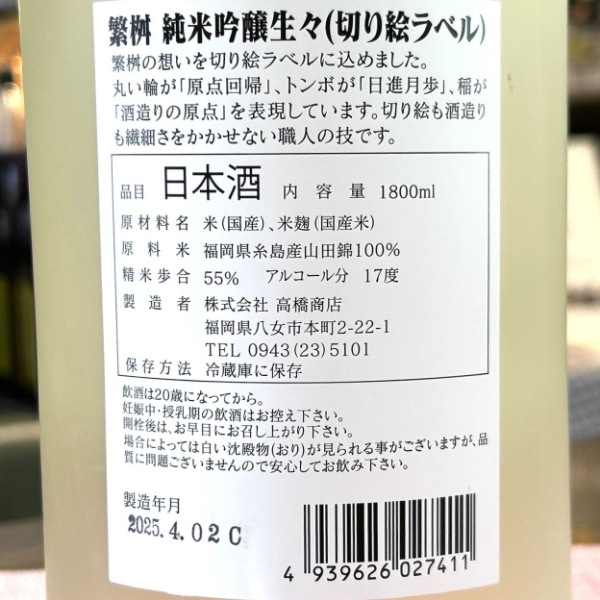 繁桝 純米吟醸生々(切り絵ラベル)
繁桝の想いを切り絵ラベルに込めました。
丸い輪が「原点回帰」、トンボが「日進月歩」、稲が
「酒造りの原点」を表現しています。切り絵も酒造り
も繊細さをかかせない職人の技です。
品目 日本酒 内容量 1800ml
原材料名 米(国産)、米麹(国産米)
原料米 福岡県糸島産山田錦100%
精米歩合 55% アルコール分 17度
製造者 株式会社 高橋商店
福岡県八女市本町2-22-1
TEL 0943(23)5101
保存方法 冷蔵庫に保存
飲酒は20歳になってから。
妊娠中・授乳期の飲酒はお控え下さい。
開栓後は、お早目にお召し上がり下さい。
場合によっては白い沈殿物(おり)が見られる事がございますが、品
質に問題ございませんので安心してお飲み下さい。
製造年月
2025.4.02C
4 939626 027411